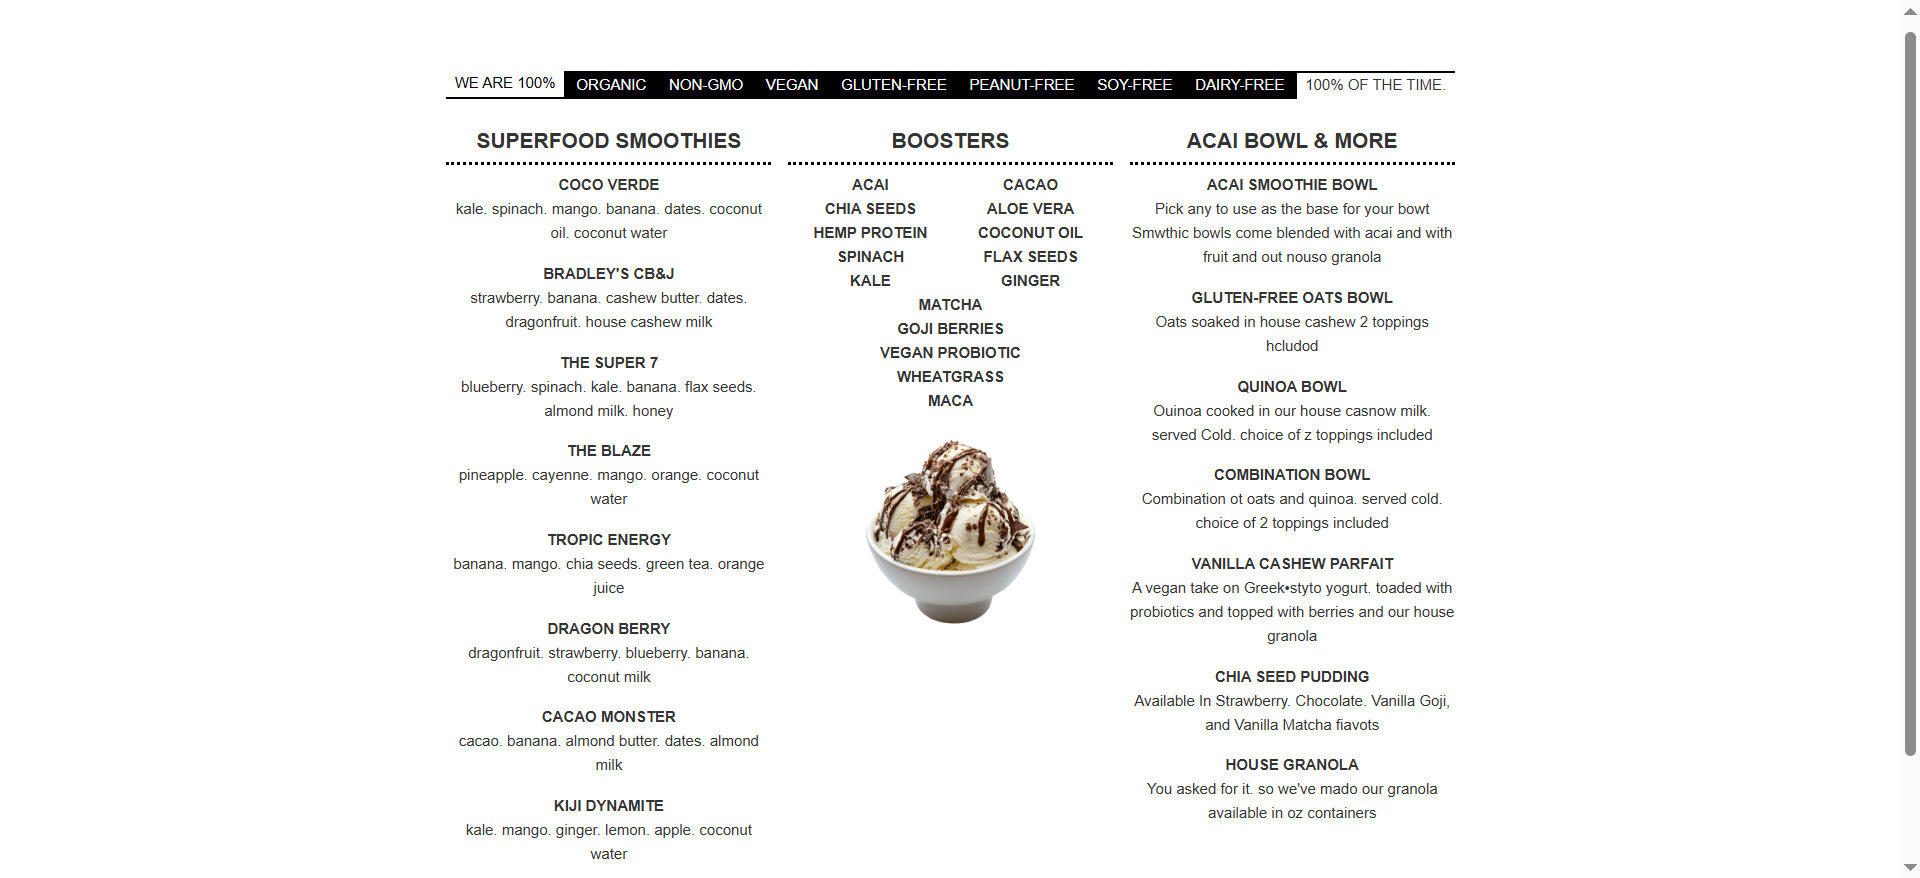 WE ARE 100% ORGANIC NON-GMO VEGAN GLUTEN-FREE PEANUT-FREE SOY-FREE DAIRY-FREE 100% OF THE TIME.
SUPERFOOD SMOOTHIES
COCO VERDE
kale. spinach. mango. banana. dates. coconut
oil. coconut water
BRADLEY'S CB&J
strawberry. banana. cashew butter. dates.
dragonfruit. house cashew milk
THE SUPER 7
blueberry. spinach. kale. banana. flax seeds.
almond milk. honey
THE BLAZE
pineapple. cayenne. mango. orange. coconut
water
TROPIC ENERGY
banana. mango. chia seeds. green tea. orange
juice
DRAGON BERRY
dragonfruit. strawberry. blueberry. banana.
coconut milk
CACAO MONSTER
cacao. banana. almond butter. dates. almond
milk
KIJI DYNAMITE
kale. mango. ginger. lemon. apple. coconut
water
BOOSTERS
ACAI
CHIA SEEDS
HEMP PROTEIN
SPINACH
KALE
CACAO
ALOE VERA
COCONUT OIL
FLAX SEEDS
GINGER
MATCHA
GOJI BERRIES
VEGAN PROBIOTIC
WHEATGRASS
MACA
ACAI BOWL & MORE
ACAI SMOOTHIE BOWL
Pick any to use as the base for your bowt
Smwthic bowls come blended with acai and with
fruit and out nouso granola
GLUTEN-FREE OATS BOWL
Oats soaked in house cashew 2 toppings
hcludod
QUINOA BOWL
Ouinoa cooked in our house casnow milk.
served Cold. choice of z toppings included
COMBINATION BOWL
Combination ot oats and quinoa. served cold.
choice of 2 toppings included
VANILLA CASHEW PARFAIT
A vegan take on Greek•styto yogurt. toaded with
probiotics and topped with berries and our house
granola
CHIA SEED PUDDING
Available In Strawberry. Chocolate. Vanilla Goji,
and Vanilla Matcha fiavots
HOUSE GRANOLA
You asked for it. so we've mado our granola
available in oz containers